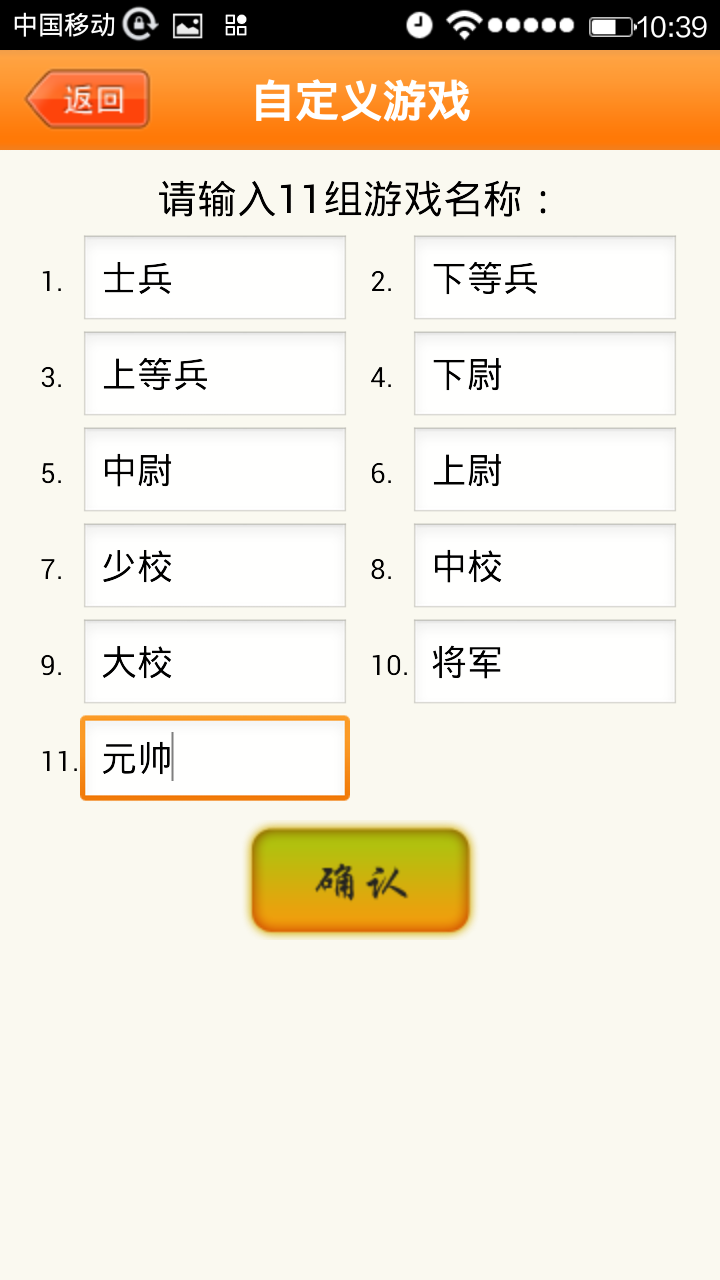 中国移动 10:39
返回 自定义游戏
请输入11组游戏名称：
1. 士兵 2. 下等兵
3. 上等兵 4. 下尉
5. 中尉 6. 上尉
7. 少校 8. 中校
9. 大校 10. 将军
11. 元帅
确认